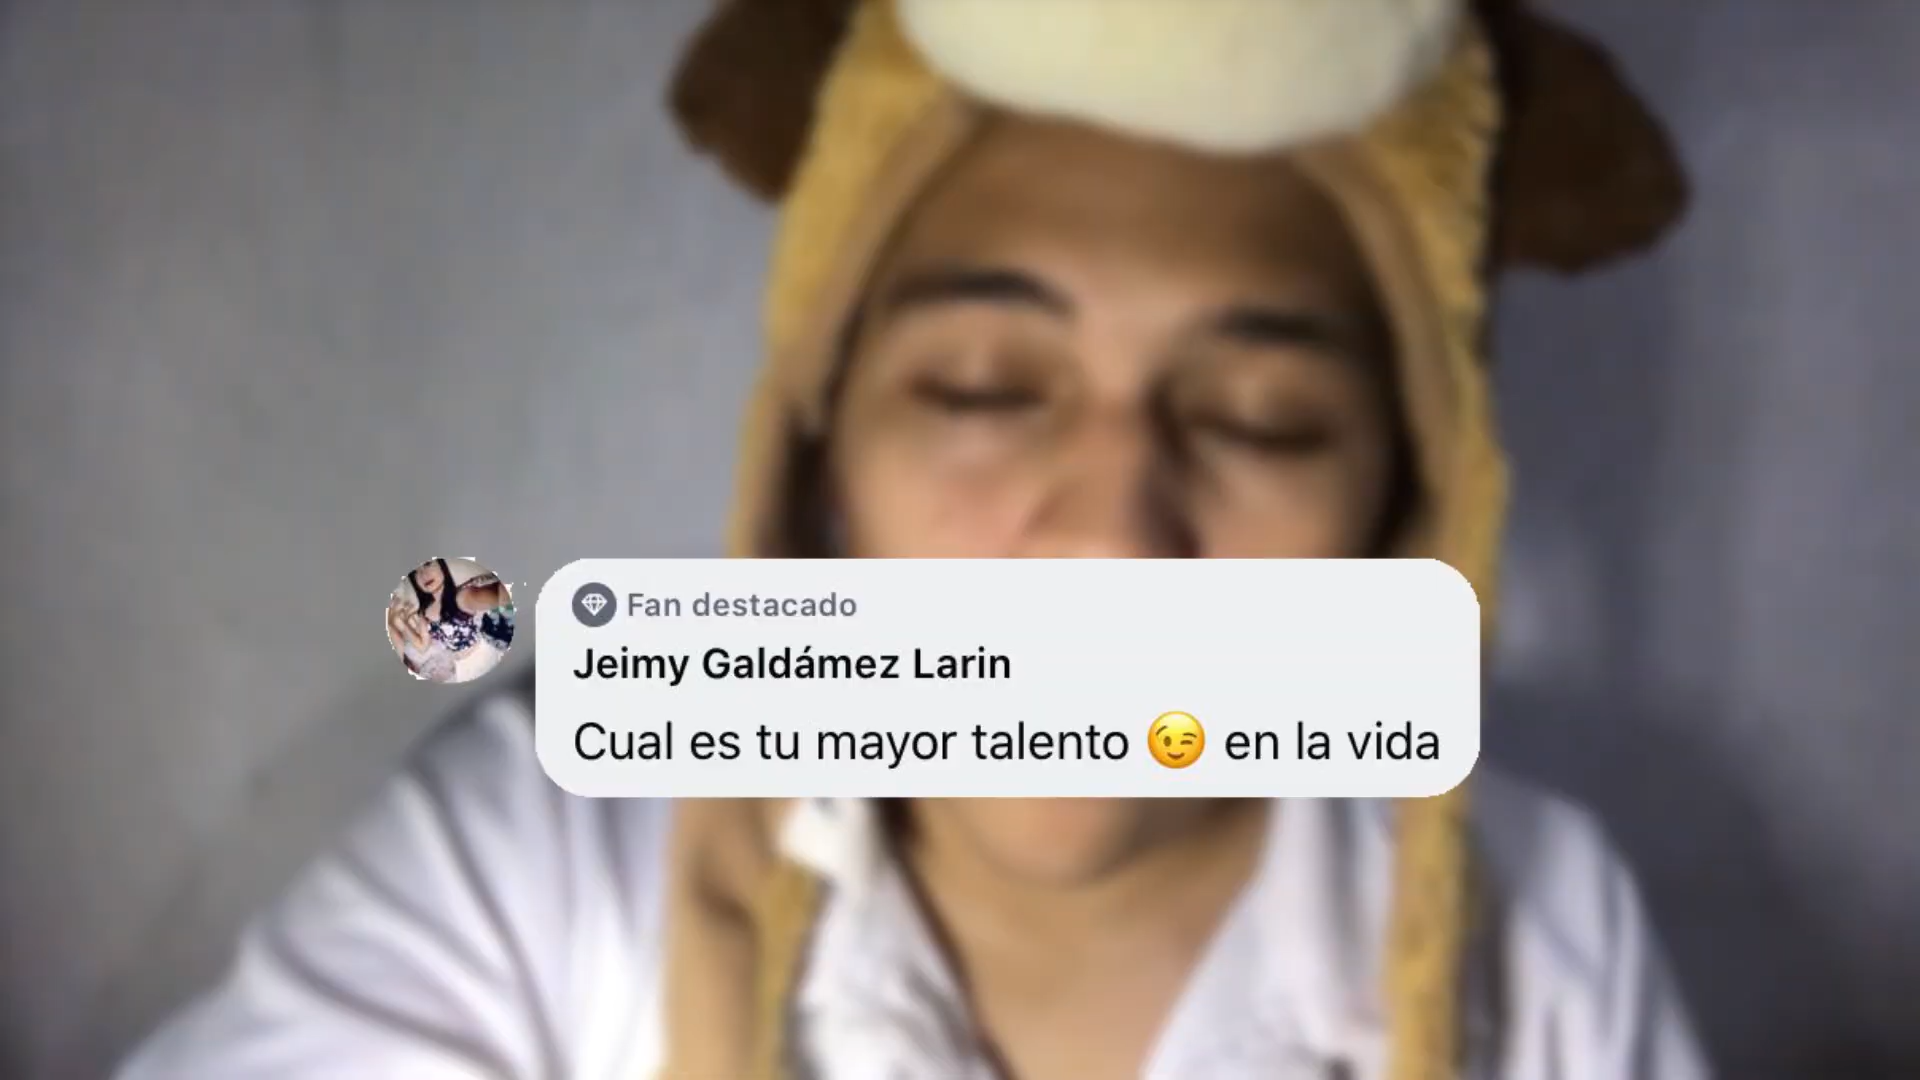 Fan destacado
Jeimy Galdámez Larin
Cual es tu mayor talento 😉 en la vida